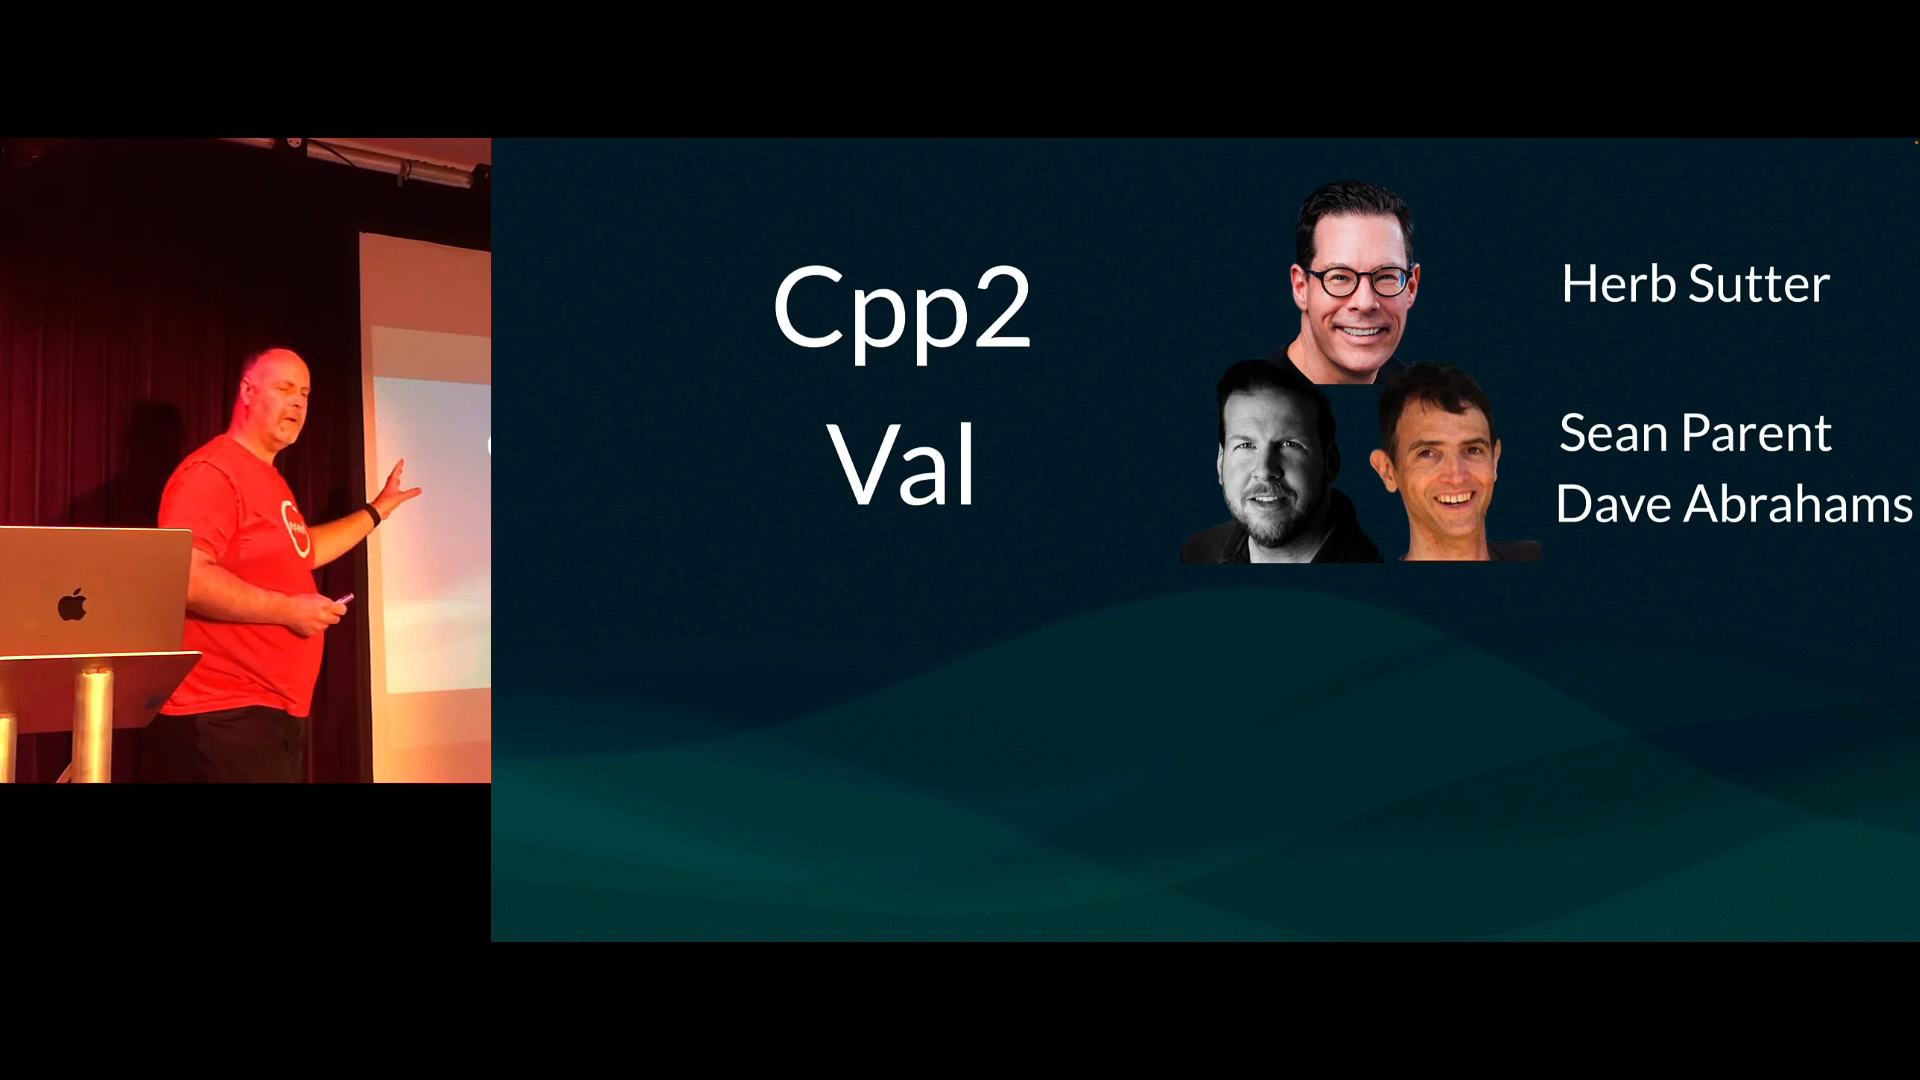 Cpp2
Herb Sutter
Val
Sean Parent
Dave Abrahams